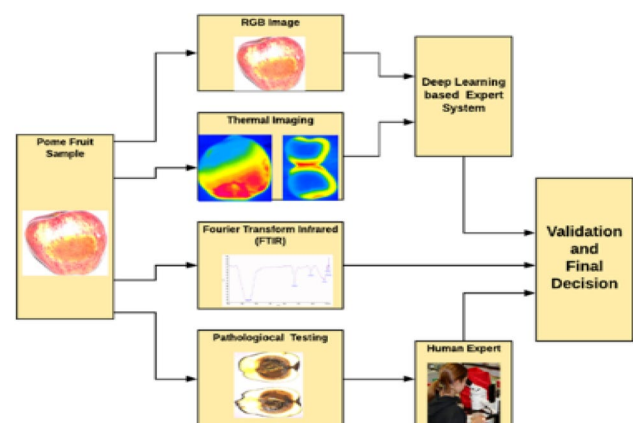 RGB Image
Deep Learning
based Expert
System
Thermal Imaging
Pome Fruit
Sample
Fourier Transform Infrared
(FTIR)
Validation
and
Final
Decision
Pathologiocal Testing
Human Expert